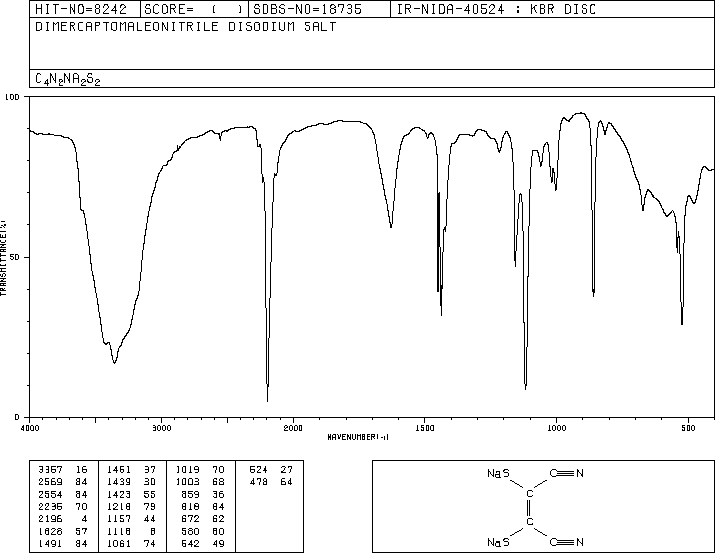 HIT-NO=8242 SCORE= ( ) SDBS-NO=18735 IR-NIDA-40524 : KBR DISC
DIMERCAPTOMALEONITRILE DISODIUM SALT
C4N2NA2S2
100
TRANSMITTANCE(%)
50
0
4000 3000 2000 1500 1000 500
WAVENUMBER(-1)
3357 16 1451 37 1019 70 524 27
2569 84 1439 30 1003 68 478 64
2554 84 1423 55 859 36
2235 70 1218 79 818 84
2196 4 1157 44 672 62
1628 57 1118 8 580 60
1491 84 1061 74 542 49
NaS C N
C
C
NaS C N